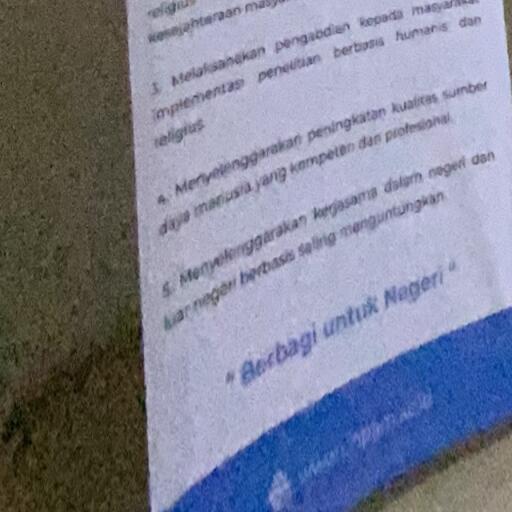 religius
kesejahteraan
3. Melaksanakan pengabdian kepada masyarakat
implementasi penelitian berbasis humanis dan
religius
4. Menyelenggarakan peningkatan kualitas sumber
daya manusia yang kompeten dan profesional.
5. Menyelenggarakan kerjasama dalam negeri dan
luar negeri berbasis saling menguntungkan
" Berbagi untuk Negeri "